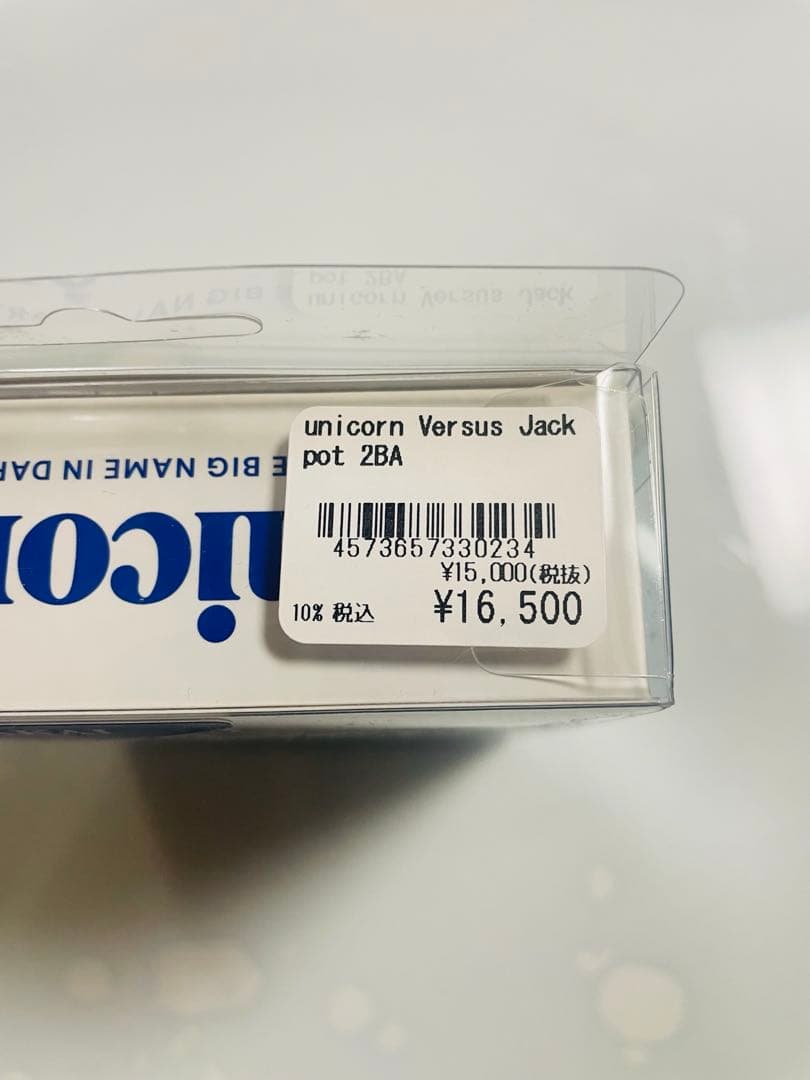 unicorn Versus Jack
pot 2BA
4573657330234
¥15,000(税抜)
10% 税込 ¥16,500
BIG NAME IN DAR
nicor